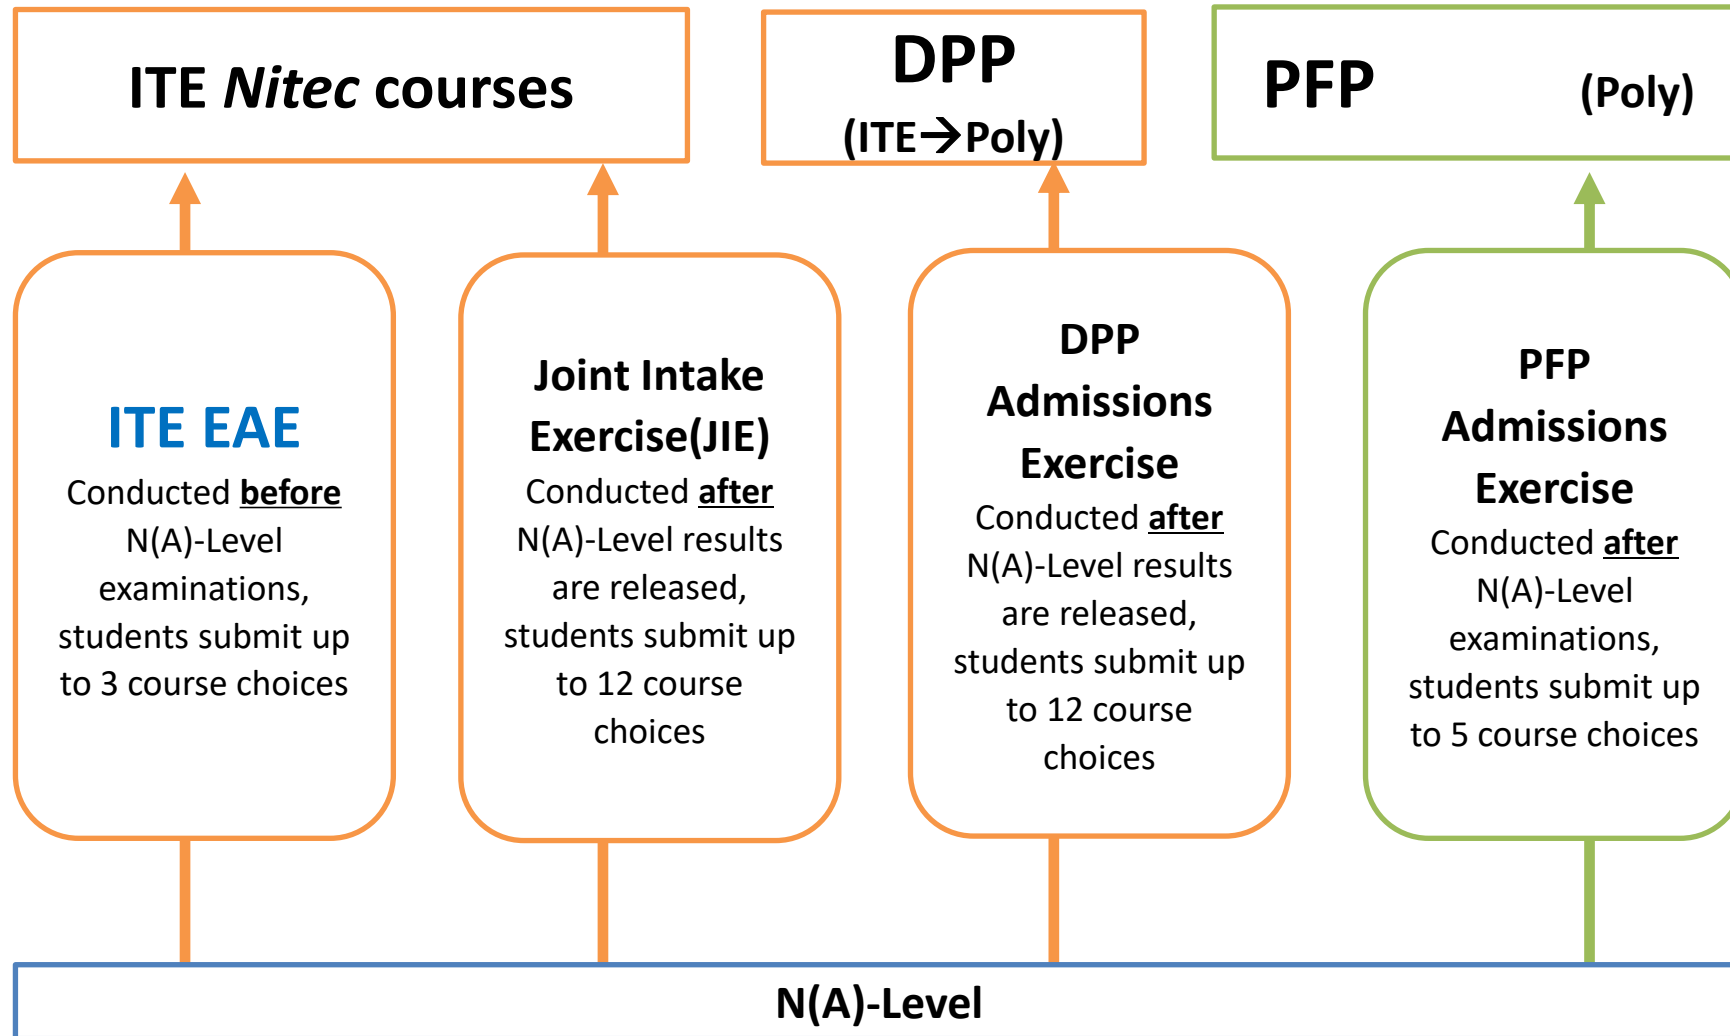 ITE Nitec courses
DPP
(ITE→Poly)
PFP (Poly)
ITE EAE
Conducted before
N(A)-Level
examinations,
students submit up
to 3 course choices
Joint Intake
Exercise(JIE)
Conducted after
N(A)-Level results
are released,
students submit up
to 12 course
choices
DPP
Admissions
Exercise
Conducted after
N(A)-Level results
are released,
students submit up
to 12 course
choices
PFP
Admissions
Exercise
Conducted after
N(A)-Level
examinations,
students submit up
to 5 course choices
N(A)-Level